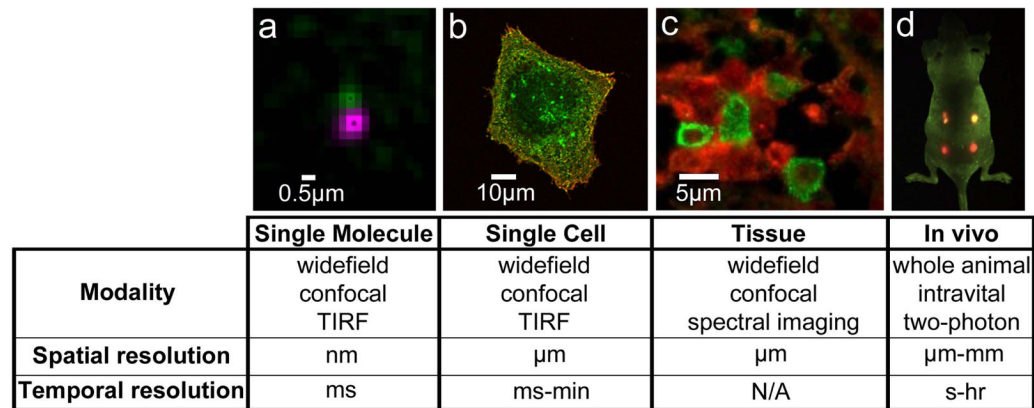 a b c d
0.5µm 10µm 5µm
Single Molecule Single Cell Tissue In vivo
Modality
widefield widefield widefield whole animal
confocal confocal confocal intravital
TIRF TIRF spectral imaging two-photon
Spatial resolution nm µm µm µm-mm
Temporal resolution ms ms-min N/A s-hr